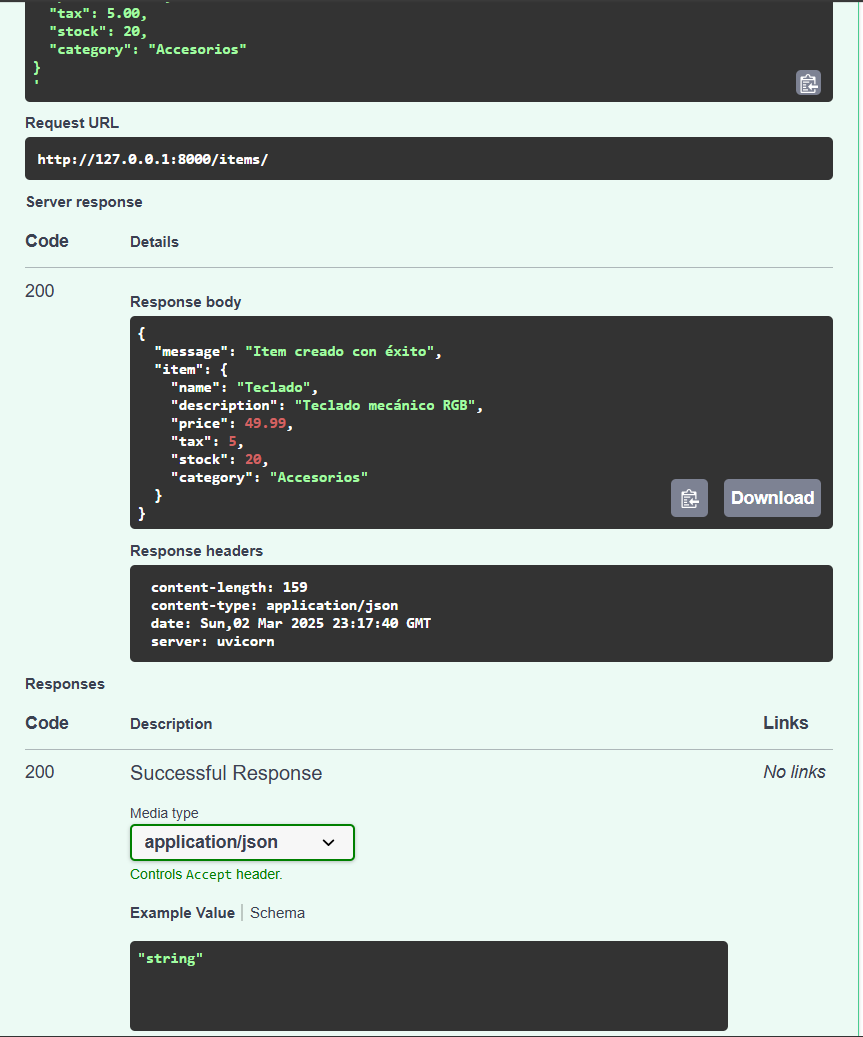 "tax": 5.00,
"stock": 20,
"category": "Accesorios"
}
'
Request URL
http://127.0.0.1:8000/items/
Server response
Code Details
200
Response body
{
"message": "Item creado con éxito",
"item": {
"name": "Teclado",
"description": "Teclado mecánico RGB",
"price": 49.99,
"tax": 5,
"stock": 20,
"category": "Accesorios"
}
}
Download
Response headers
content-length: 159
content-type: application/json
date: Sun,02 Mar 2025 23:17:40 GMT
server: uvicorn
Responses
Code Description Links
200 Successful Response No links
Media type
application/json
Controls Accept header.
Example Value Schema
"string"